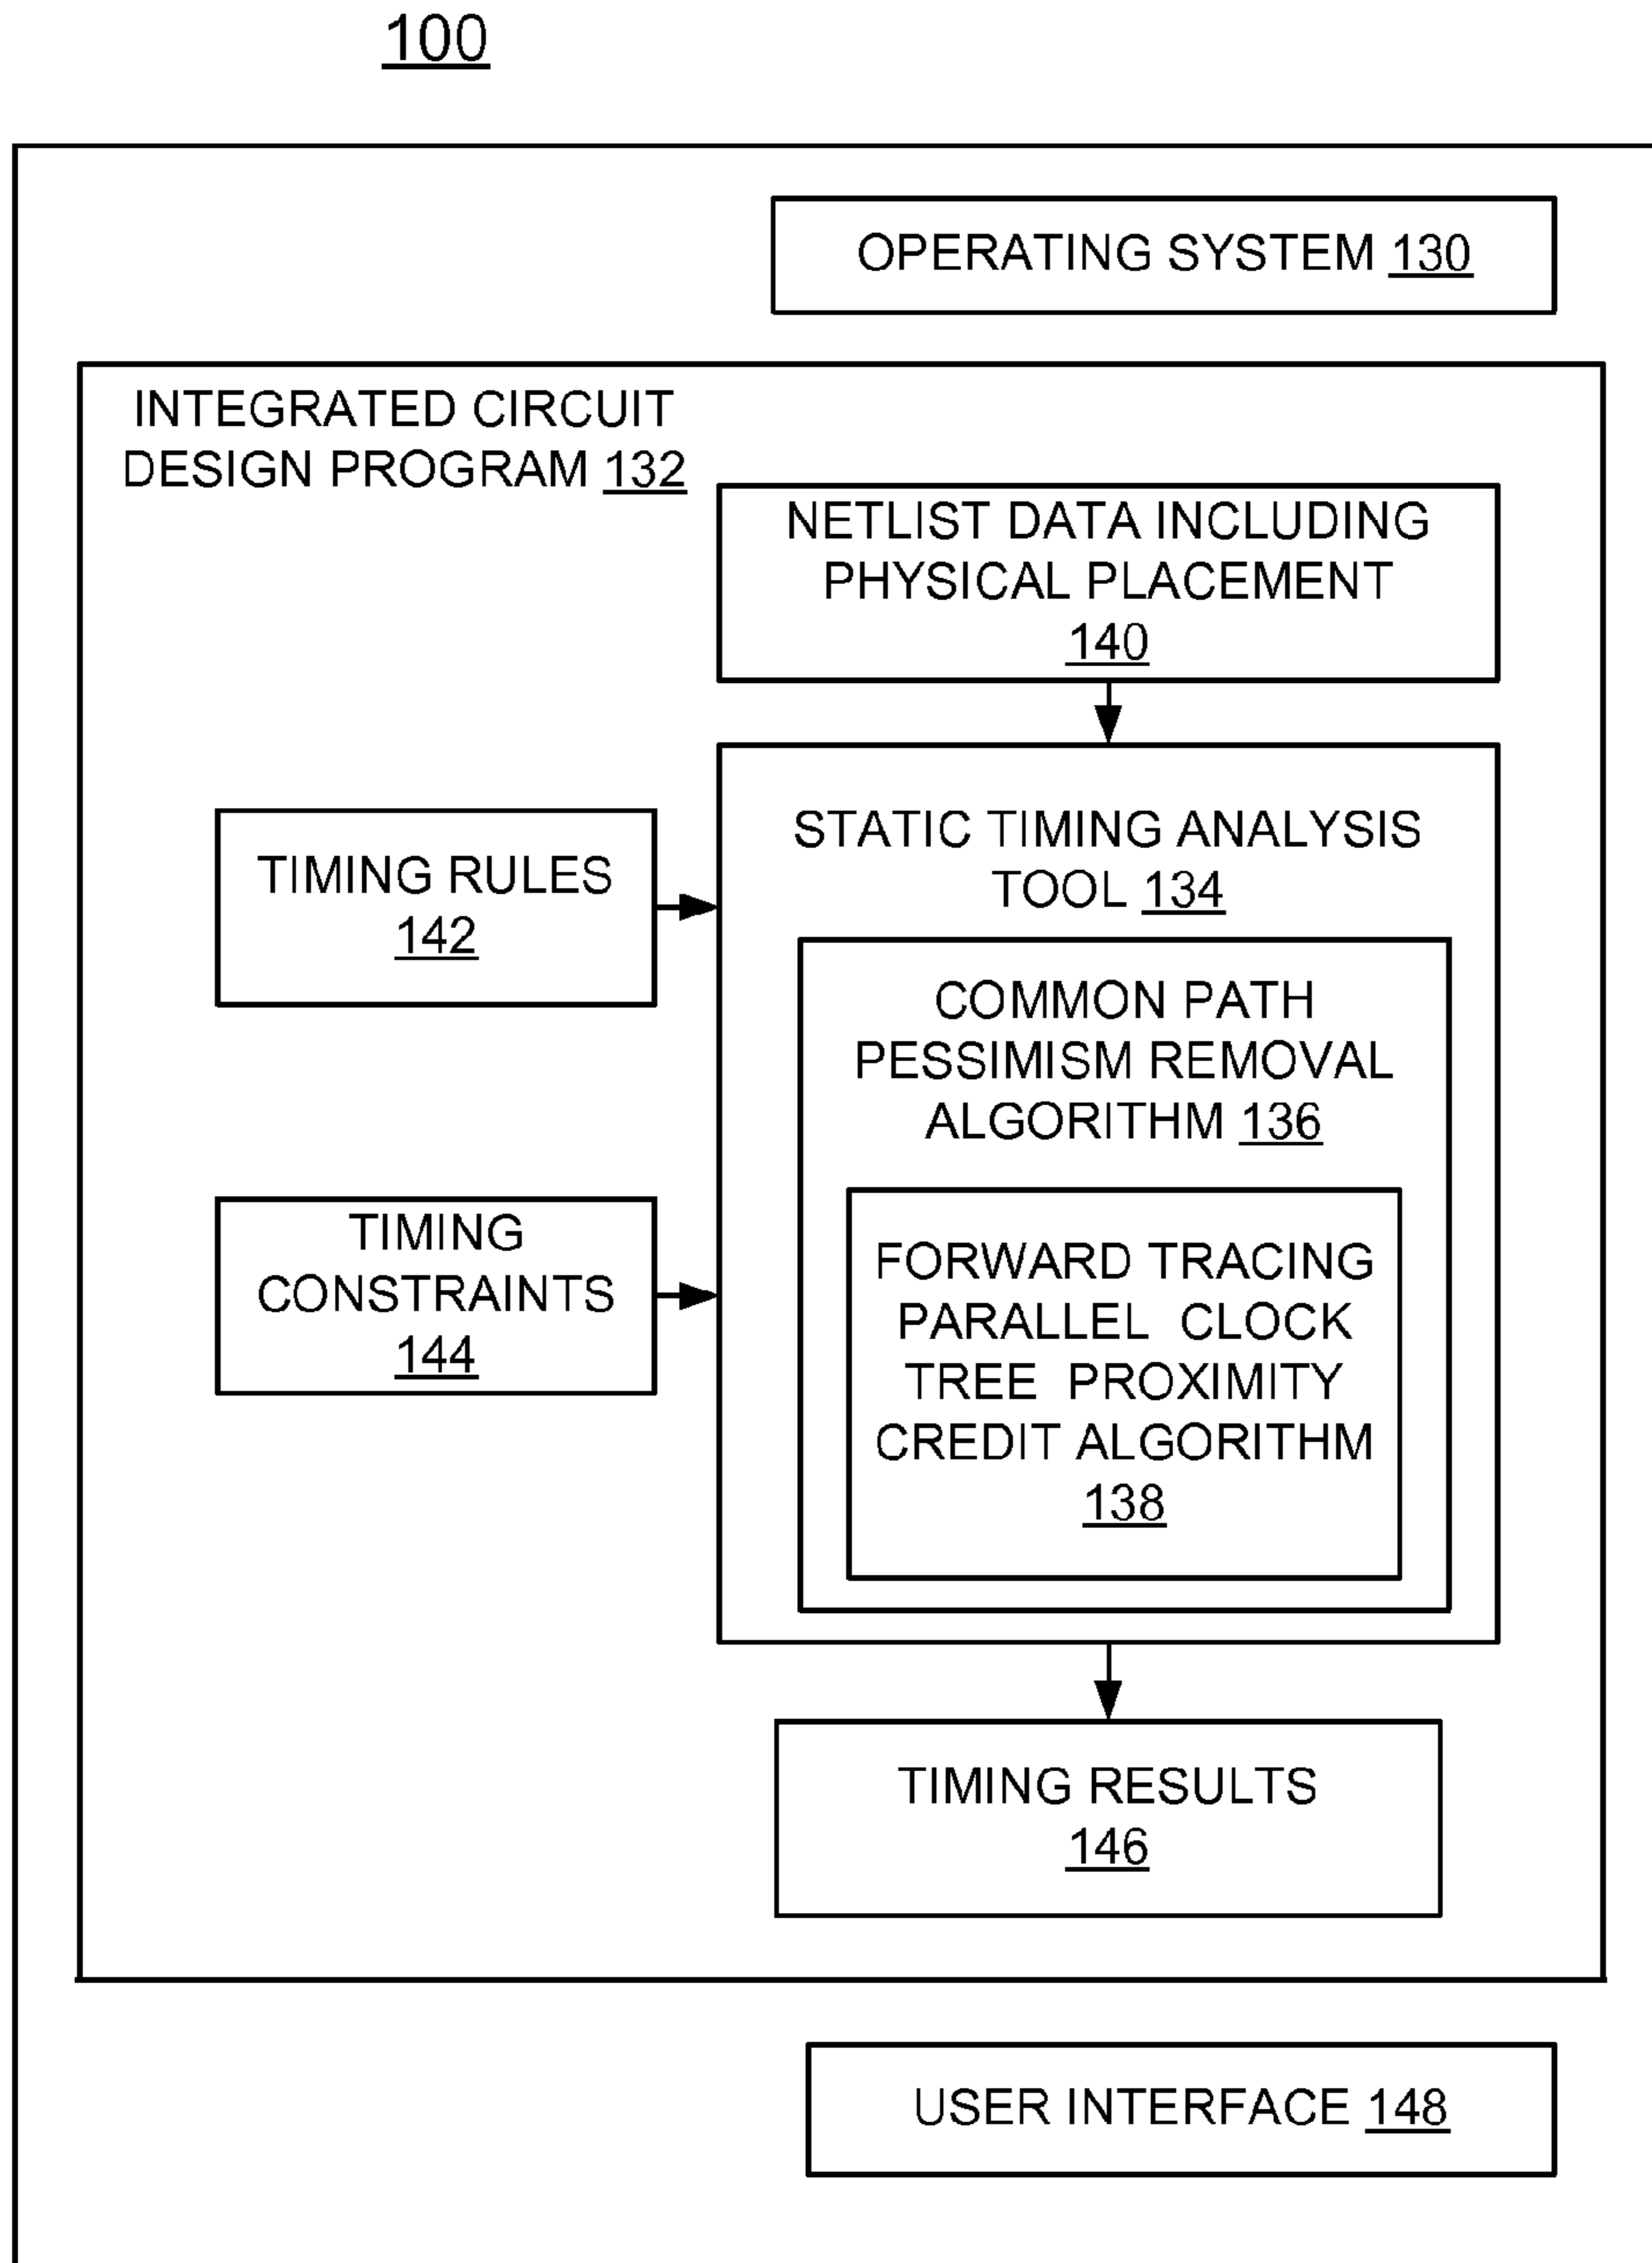 100
OPERATING SYSTEM 130
INTEGRATED CIRCUIT
DESIGN PROGRAM 132
NETLIST DATA INCLUDING
PHYSICAL PLACEMENT
140
STATIC TIMING ANALYSIS
TOOL 134
TIMING RULES
142
COMMON PATH
PESSIMISM REMOVAL
ALGORITHM 136
TIMING
CONSTRAINTS
144
FORWARD TRACING
PARALLEL CLOCK
TREE PROXIMITY
CREDIT ALGORITHM
138
TIMING RESULTS
146
USER INTERFACE 148